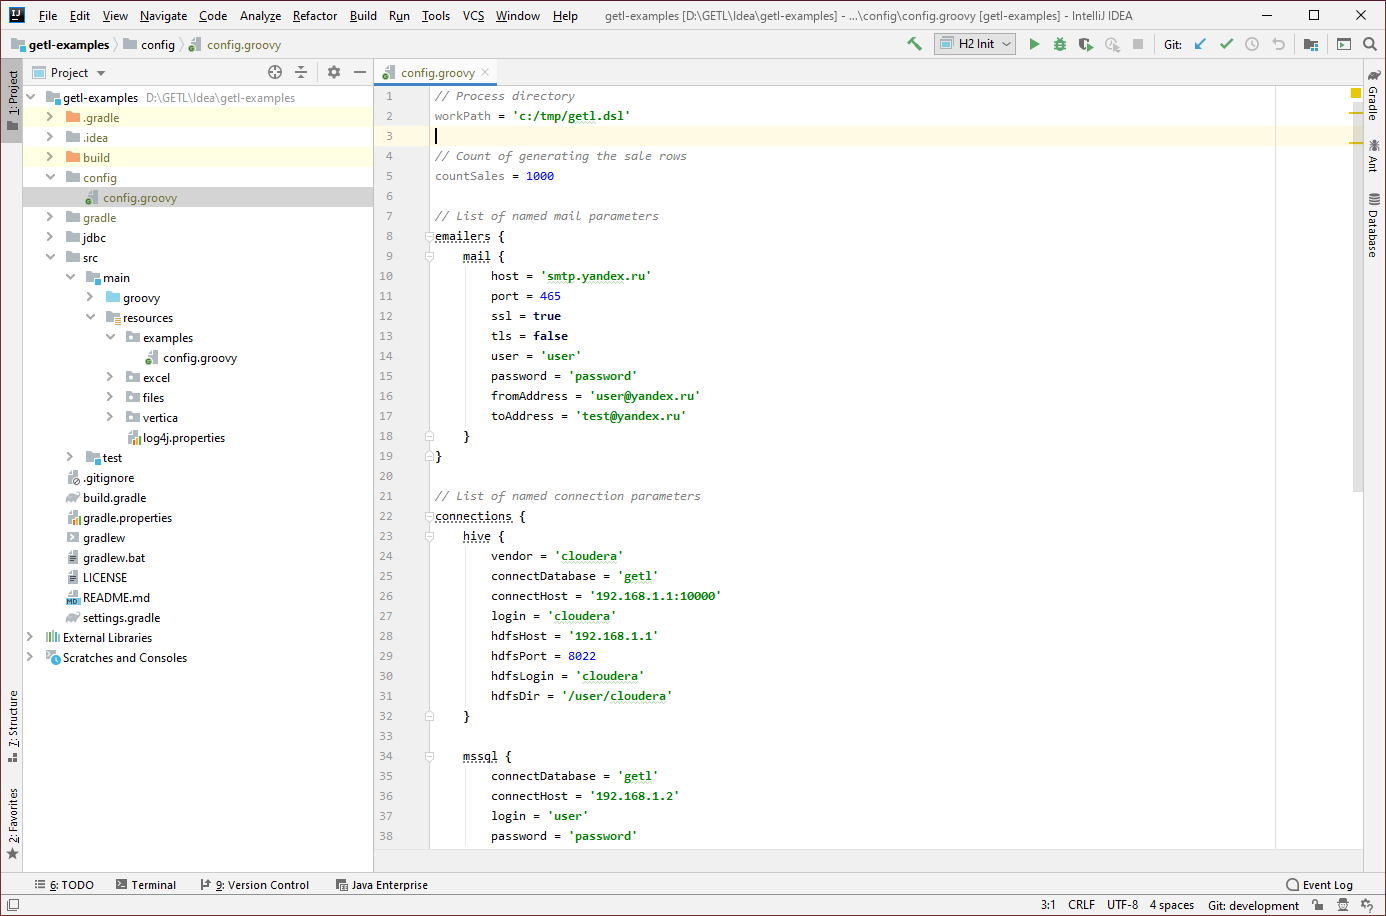 File Edit View Navigate Code Analyze Refactor Build Run Tools VCS Window Help getl-examples [D:\GETL\Idea\getl-examples] - ...\config\config.groovy [getl-examples] - IntelliJ IDEA
getl-examples config config.groovy H2 Init Git:
Project
config.groovy
1: Project
7: Structure
2: Favorites
getl-examples D:\GETL\Idea\getl-examples
.gradle
.idea
build
config
config.groovy
gradle
jdbc
src
main
groovy
resources
examples
config.groovy
excel
files
vertica
log4j.properties
test
.gitignore
build.gradle
gradle.properties
gradlew
gradlew.bat
LICENSE
README.md
settings.gradle
External Libraries
Scratches and Consoles
1 // Process directory
2 workPath = 'c:/tmp/getl.dsl'
3
4 // Count of generating the sale rows
5 countSales = 1000
6
7 // List of named mail parameters
8 emailers {
9 mail {
10 host = 'smtp.yandex.ru'
11 port = 465
12 ssl = true
13 tls = false
14 user = 'user'
15 password = 'password'
16 fromAddress = 'user@yandex.ru'
17 toAddress = 'test@yandex.ru'
18 }
19 }
20
21 // List of named connection parameters
22 connections {
23 hive {
24 vendor = 'cloudera'
25 connectDatabase = 'getl'
26 connectHost = '192.168.1.1:10000'
27 login = 'cloudera'
28 hdfsHost = '192.168.1.1'
29 hdfsPort = 8022
30 hdfsLogin = 'cloudera'
31 hdfsDir = '/user/cloudera'
32 }
33
34 mssql {
35 connectDatabase = 'getl'
36 connectHost = '192.168.1.2'
37 login = 'user'
38 password = 'password'
Gradle
Ant
Database
6: TODO Terminal 9: Version Control Java Enterprise Event Log
3:1 CRLF UTF-8 4 spaces Git: development